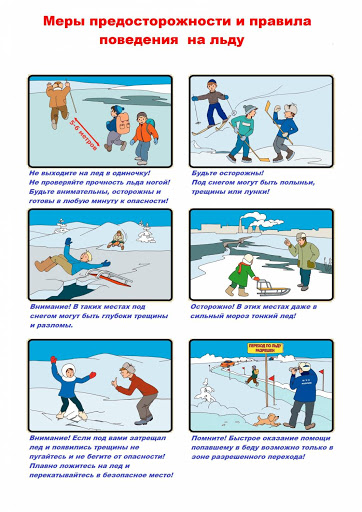 Меры предосторожности и правила
поведения на льду
5-6 метров
Не выходите на лед в одиночку!
Не проверяйте прочность льда ногой!
Будьте внимательны, осторожны и
готовы в любую минуту к опасности!
Будьте осторожны!
Под снегом могут быть полыньи,
трещины или лунки!
Внимание! В таких местах под
снегом могут быть глубоки трещины
и разломы.
Осторожно! В этих местах даже в
сильный мороз тонкий лед!
ПЕРЕХОД ПО ЛЬДУ
РАЗРЕШЕН
Внимание! Если под вами затрещал
лед и появились трещины не
пугайтесь и не бегите от опасности!
Плавно ложитесь на лед и
перекатывайтесь в безопасное место!
Помните! Быстрое оказание помощи
попавшему в беду возможно только в
зоне разрешенного перехода!